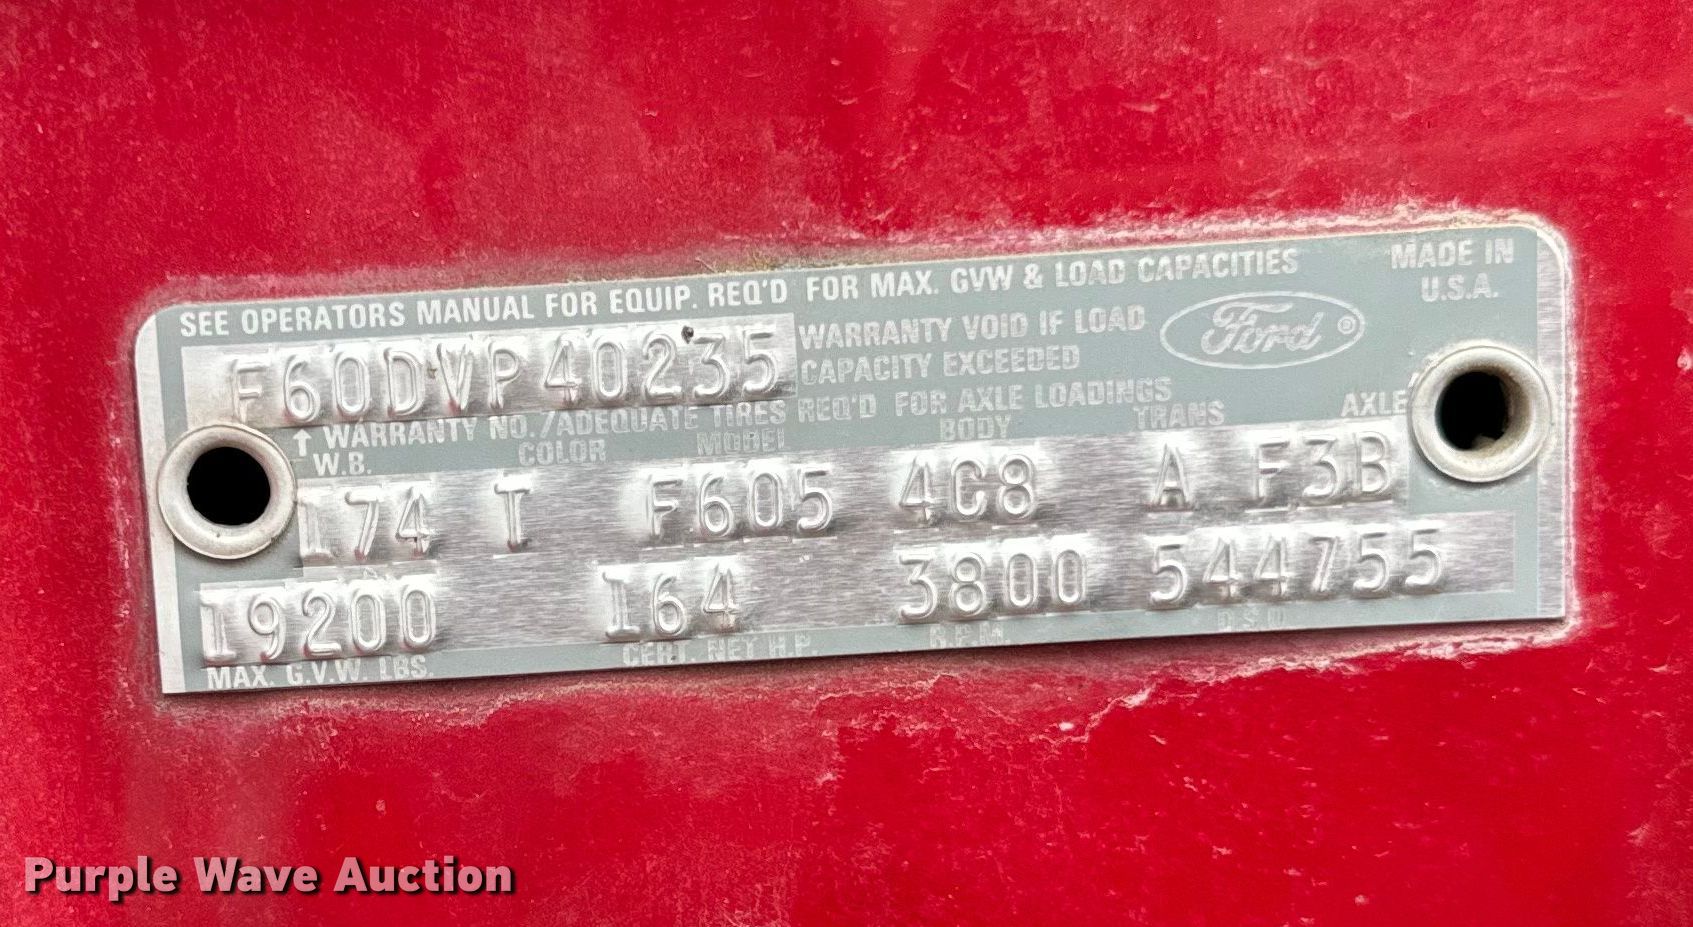 SEE OPERATORS MANUAL FOR EQUIP. REQ'D FOR MAX. GVW & LOAD CAPACITIES
MADE IN
U.S.A.
F60DVP40235
WARRANTY VOID IF LOAD
CAPACITY EXCEEDED
Ford ®
↑ WARRANTY NO./ADEQUATE TIRES REQ'D FOR AXLE LOADINGS
W.B. COLOR MODEL BODY TRANS AXLE
174 T F605 4C8 A F3B
19200 164 3800 544755
MAX. G.V.W. LBS. CERT. NET H.P. R.P.M. D.S.O.
Purple Wave Auction